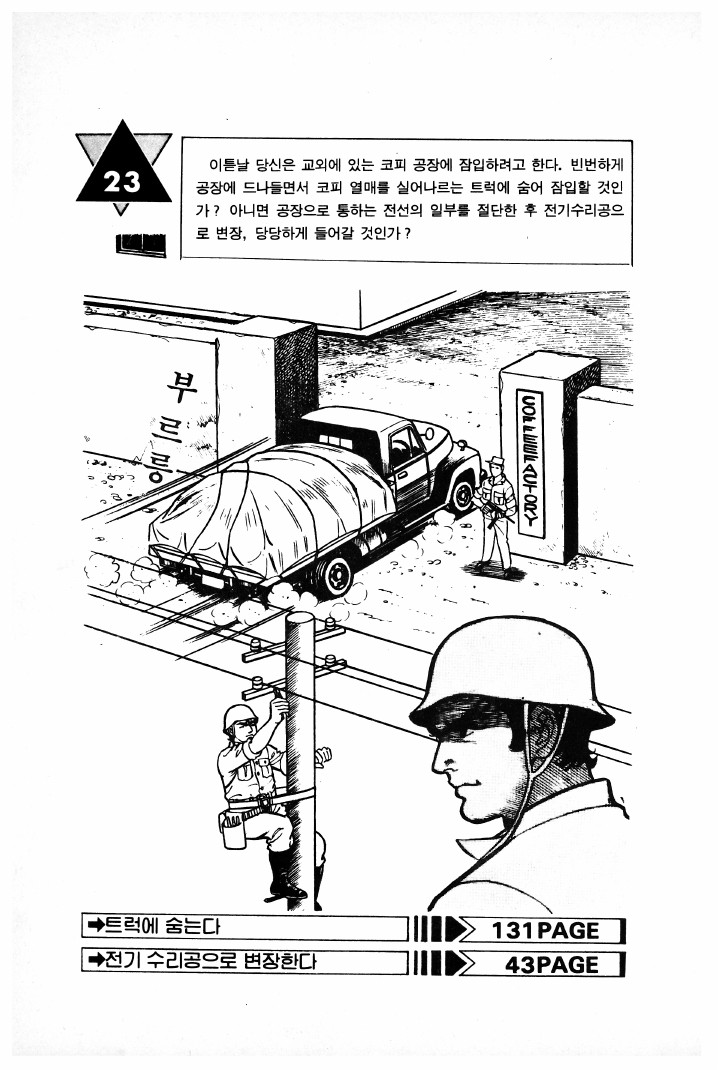 23
이튿날 당신은 교외에 있는 코피 공장에 잠입하려고 한다. 빈번하게
공장에 드나들면서 코피 열매를 실어나르는 트럭에 숨어 잠입할 것인
가? 아니면 공장으로 통하는 전선의 일부를 절단한 후 전기수리공으
로 변장, 당당하게 들어갈 것인가?
부
르
릉
COFFEEFACTORY
➡트럭에 숨는다
131PAGE
➡전기 수리공으로 변장한다
43PAGE